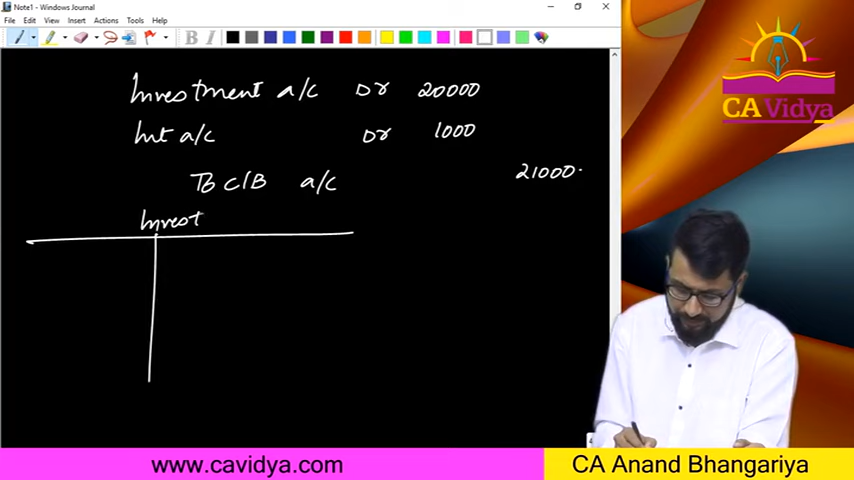 Note1 - Windows Journal
File Edit View Insert Actions Tools Help
B I
Investment a/c Dr 20000
Int a/c Dr 1000
To C/B a/c 21000.
Invest
CA Vidya
www.cavidya.com
CA Anand Bhangariya